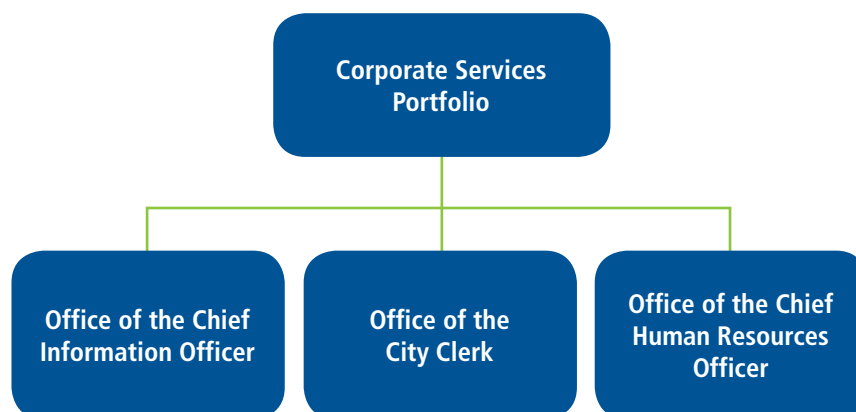 Corporate Services
Portfolio
Office of the Chief
Information Officer
Office of the
City Clerk
Office of the Chief
Human Resources
Officer